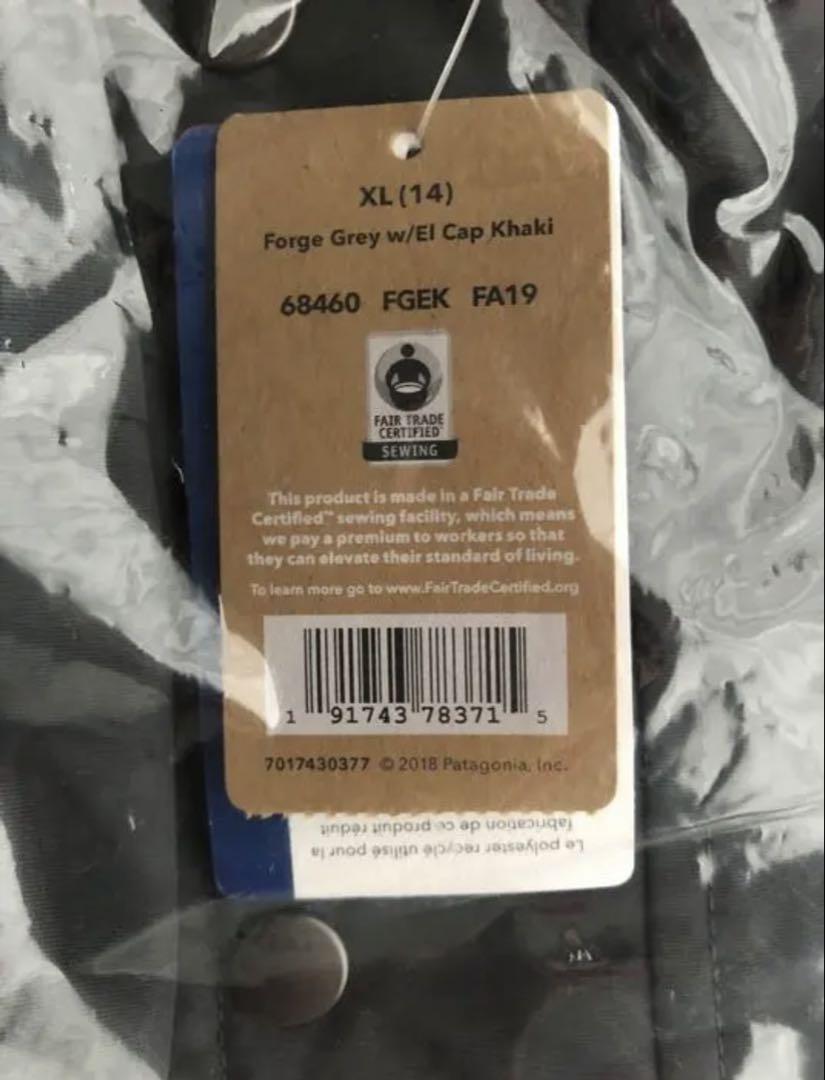 XL (14)
Forge Grey w/El Cap Khaki
68460 FGEK FA19
FAIR TRADE
CERTIFIED™
SEWING
This product is made in a Fair Trade
Certified™ sewing facility, which means
we pay a premium to workers so that
they can elevate their standard of living.
To learn more go to www.FairTradeCertified.org
1 91743 78371 5
7017430377 © 2018 Patagonia, Inc.
Le polyester recyclé utilisé pour la
fabrication de ce produit réduit